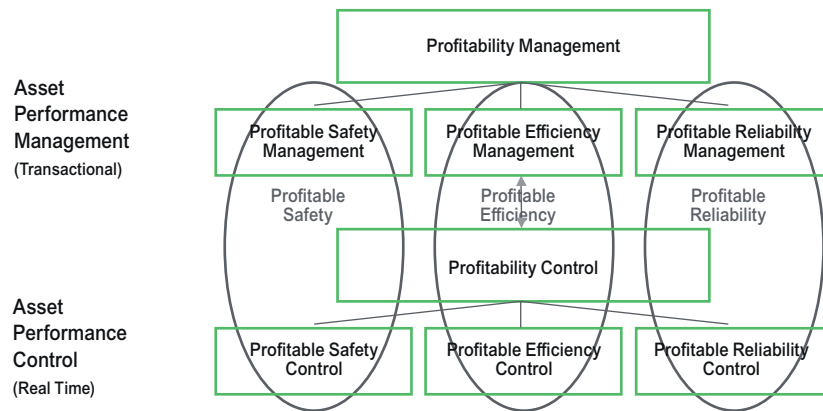 Profitability Management
Asset
Performance
Management
(Transactional)
Profitable Safety
Management
Profitable Efficiency
Management
Profitable Reliability
Management
Profitable
Safety
Profitable
Efficiency
Profitable
Reliability
Profitability Control
Asset
Performance
Control
(Real Time)
Profitable Safety
Control
Profitable Efficiency
Control
Profitable Reliability
Control